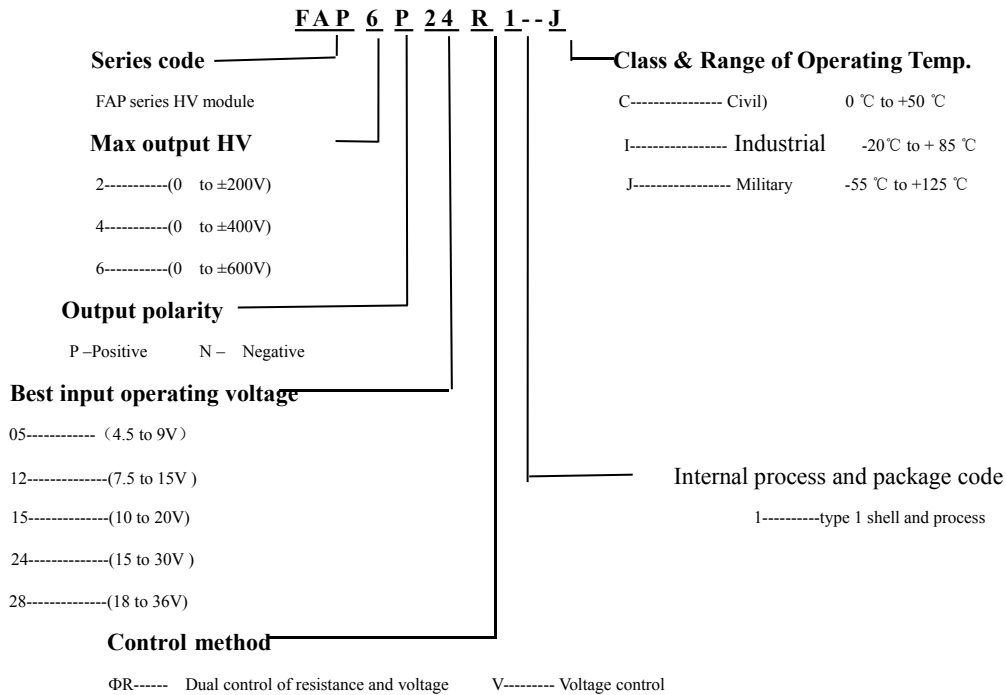 FAP 6 P 24 R 1--J
Series code
Class & Range of Operating Temp.
FAP series HV module
C---------------- Civil) 0 ℃ to +50 ℃
Max output HV
I----------------- Industrial -20℃ to + 85 ℃
2-----------(0 to ±200V)
J----------------- Military -55 ℃ to +125 ℃
4-----------(0 to ±400V)
6-----------(0 to ±600V)
Output polarity
P –Positive N – Negative
Best input operating voltage
05------------（4.5 to 9V）
12--------------(7.5 to 15V )
Internal process and package code
15--------------(10 to 20V)
1----------type 1 shell and process
24--------------(15 to 30V )
28--------------(18 to 36V)
Control method
ΦR------ Dual control of resistance and voltage V--------- Voltage control